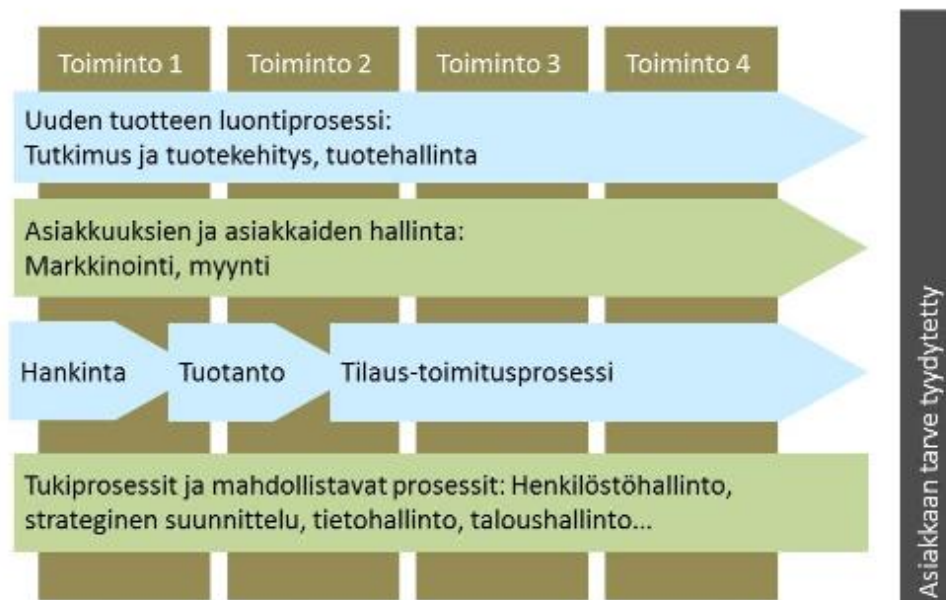 Toiminto 1
Toiminto 2
Toiminto 3
Toiminto 4
Uuden tuotteen luontiprosessi:
Tutkimus ja tuotekehitys, tuotehallinta
Asiakkuuksien ja asiakkaiden hallinta:
Markkinointi, myynti
Hankinta
Tuotanto
Tilaus-toimitusprosessi
Tukiprosessit ja mahdollistavat prosessit: Henkilöstöhallinto,
strateginen suunnittelu, tietohallinto, taloushallinto...
Asiakkaan tarve tyydytetty